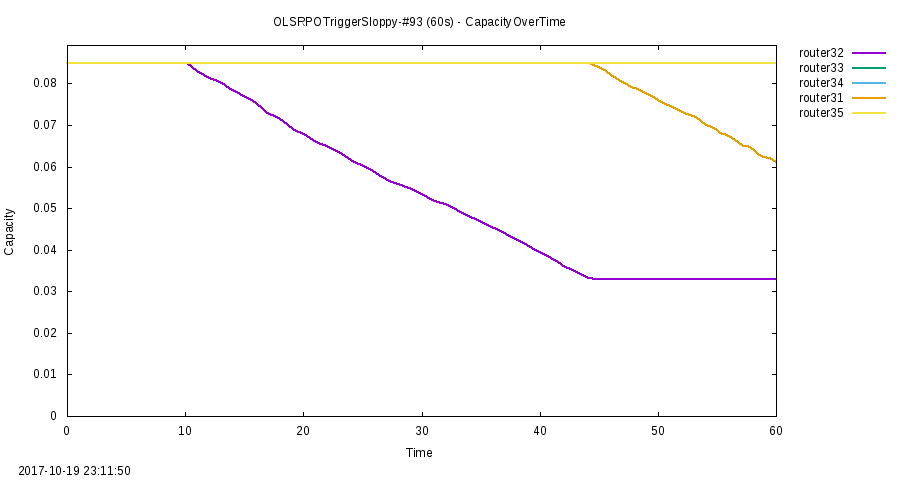 OLSRPOTriggerSloppy-#93 (60s) - CapacityOverTime
router32
router33
router34
router31
router35
0.08
0.07
0.06
0.05
0.04
0.03
0.02
0.01
0
Capacity
0 10 20 30 40 50 60
Time
2017-10-19 23:11:50